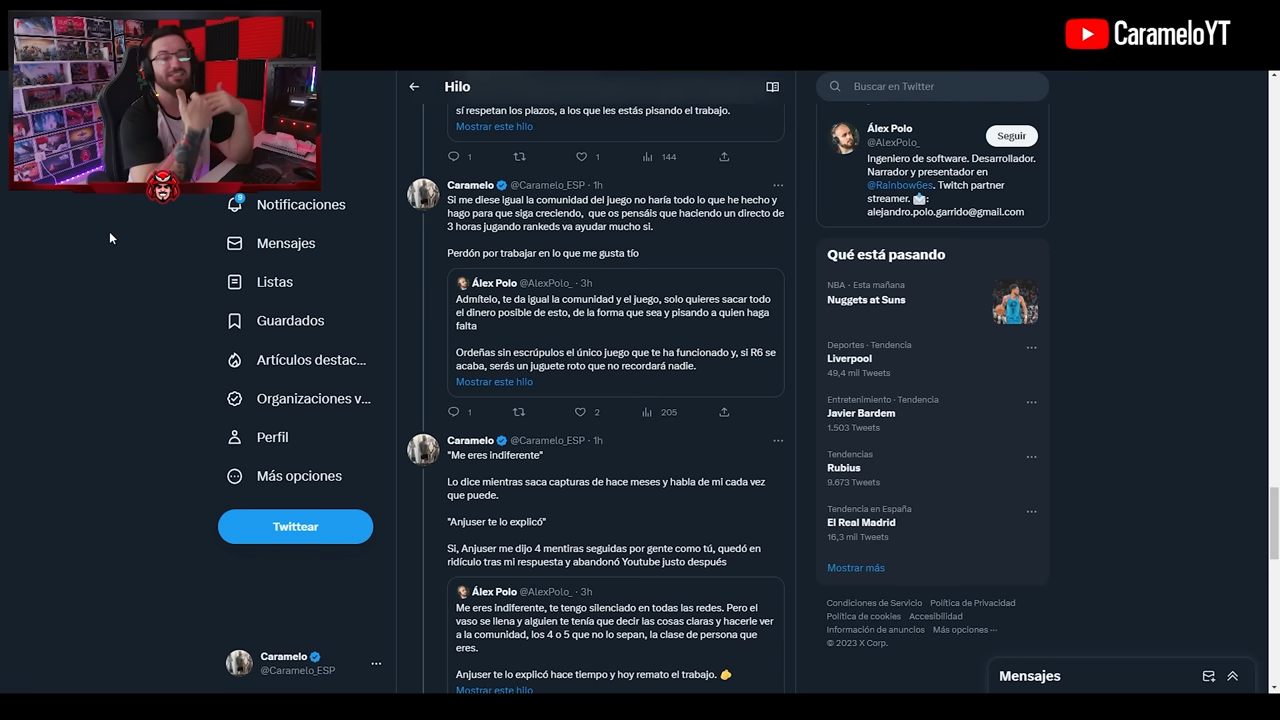 CarameloYT
Hilo
Buscar en Twitter
sí respetan los plazos, a los que les estás pisando el trabajo.
Mostrar este hilo
1
1
144
Caramelo @Caramelo_ESP · 1h
Si me diese igual la comunidad del juego no haría todo lo que he hecho y
hago para que siga creciendo, que os pensáis que haciendo un directo de
3 horas jugando rankeds va ayudar mucho si.
Perdón por trabajar en lo que me gusta tío
Álex Polo @AlexPolo_ · 3h
Admítelo, te da igual la comunidad y el juego, solo quieres sacar todo
el dinero posible de esto, de la forma que sea y pisando a quien haga
falta
Ordeñas sin escrúpulos el único juego que te ha funcionado y, si R6 se
acaba, serás un juguete roto que no recordará nadie.
Mostrar este hilo
1
2
205
Caramelo @Caramelo_ESP · 1h
"Me eres indiferente"
Lo dice mientras saca capturas de hace meses y habla de mi cada vez
que puede.
"Anjuser te lo explicó"
Si, Anjuser me dijo 4 mentiras seguidas por gente como tú, quedó en
ridículo tras mi respuesta y abandonó Youtube justo después
Álex Polo @AlexPolo_ · 3h
Me eres indiferente, te tengo silenciado en todas las redes. Pero el
vaso se llena y alguien te tenía que decir las cosas claras y hacerle ver
a la comunidad, los 4 o 5 que no lo sepan, la clase de persona que
eres.
Anjuser te lo explicó hace tiempo y hoy remato el trabajo.
Mostrar este hilo
9
Notificaciones
Mensajes
Listas
Guardados
Artículos destac...
Organizaciones v...
Perfil
Más opciones
Twittear
Caramelo
@Caramelo_ESP
Álex Polo
@AlexPolo_
Seguir
Ingeniero de software. Desarrollador.
Narrador y presentador en
@Rainbow6es. Twitch partner
streamer. :
alejandro.polo.garrido@gmail.com
Qué está pasando
NBA · Esta mañana
Nuggets at Suns
Deportes · Tendencia
Liverpool
49,4 mil Tweets
Entretenimiento · Tendencia
Javier Bardem
1.503 Tweets
Tendencias
Rubius
9.673 Tweets
Tendencia en España
El Real Madrid
16,3 mil Tweets
Mostrar más
Condiciones de Servicio Política de Privacidad
Política de cookies Accesibilidad
Información de anuncios Más opciones ···
© 2023 X Corp.
Mensajes